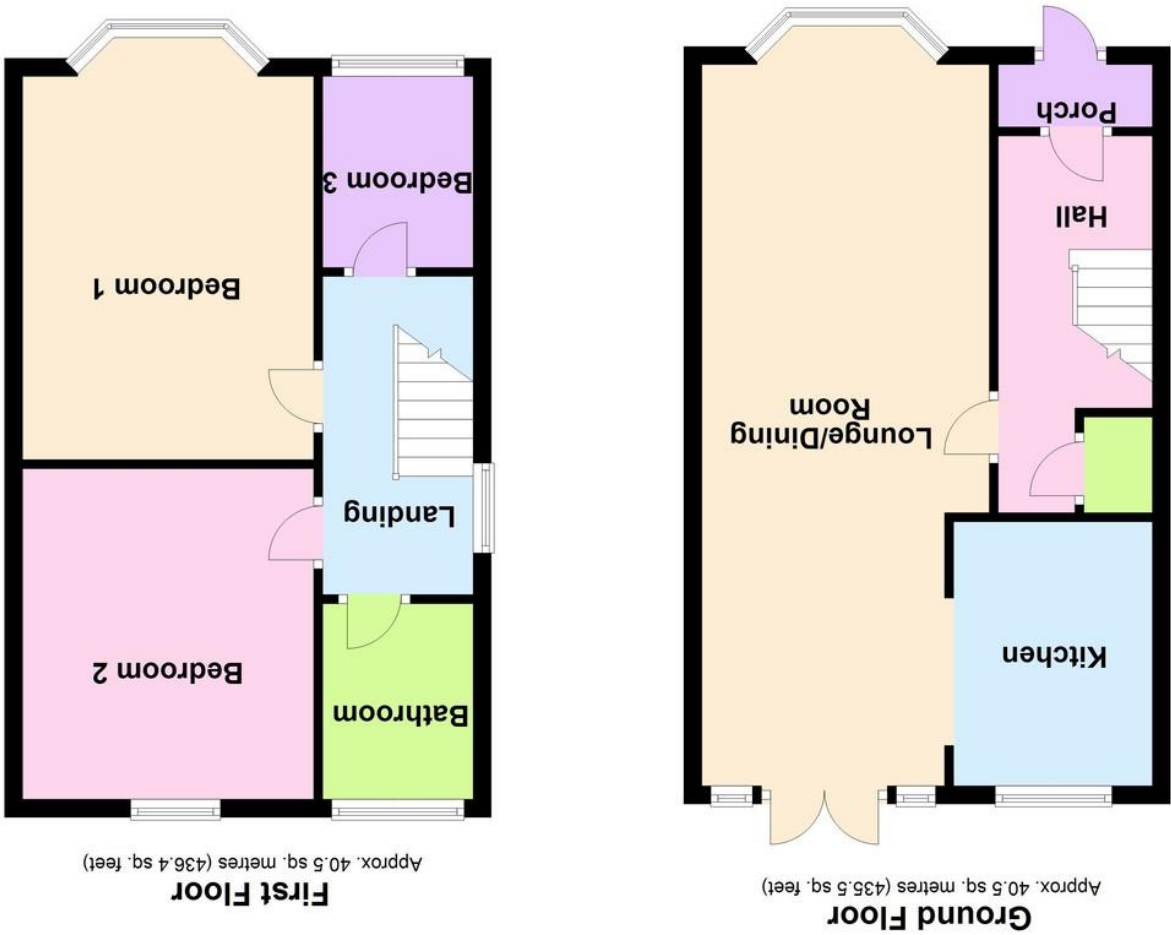 Ground Floor
Approx. 40.5 sq. metres (435.5 sq. feet)
Kitchen
Lounge/Dining
Room
Hall
Porch
First Floor
Approx. 40.5 sq. metres (436.4 sq. feet)
Bathroom
Bedroom 2
Landing
Bedroom 1
Bedroom 3